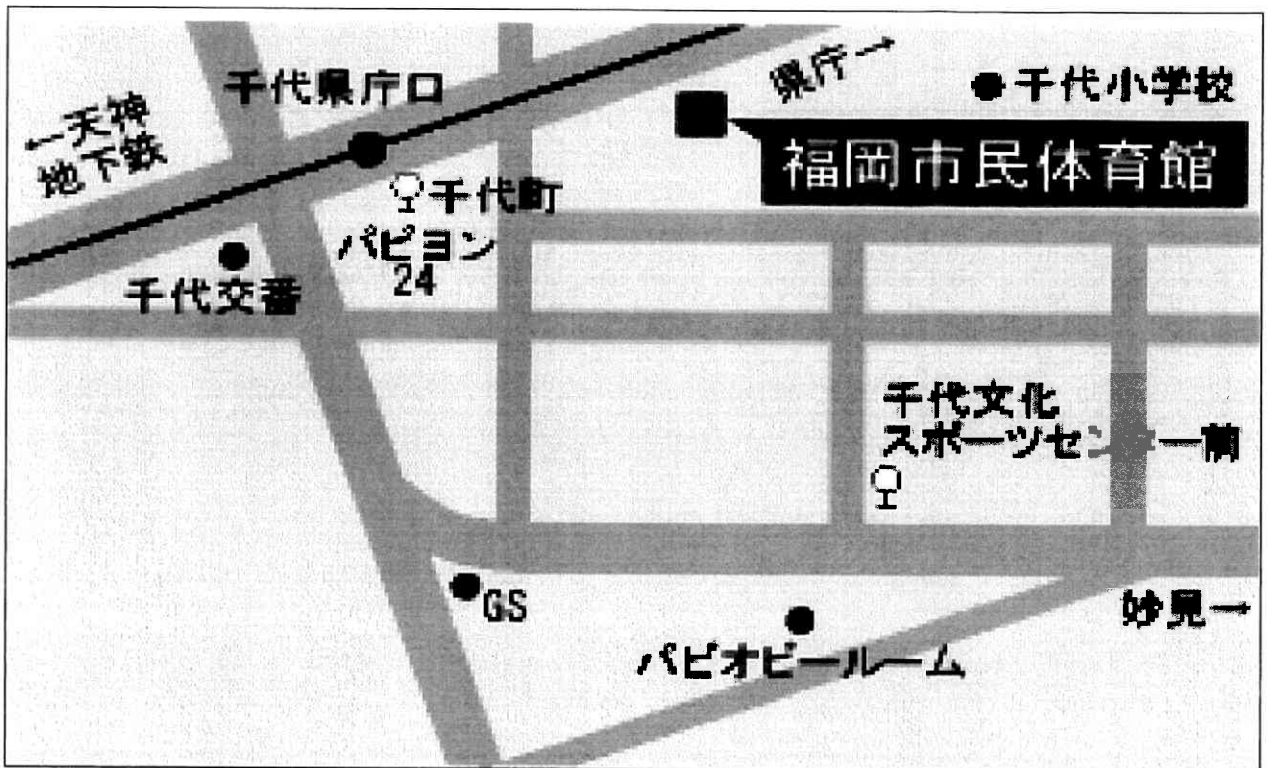 千代県庁口
県庁→
千代小学校
←天神
地下鉄
福岡市民体育館
千代町
パピヨン
24
千代交番
千代文化
スポーツセンター前
GS
妙見→
パピオビールーム